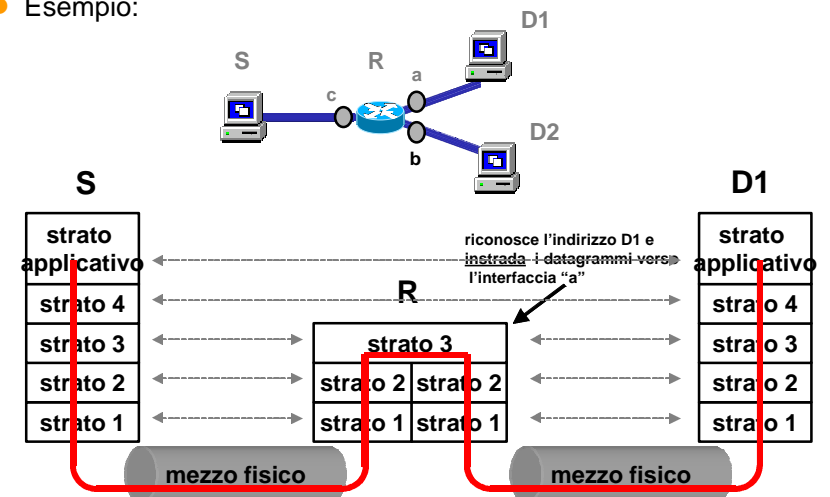 Esempio:
D1
S
R
a
c
b
D2
S
D1
strato
applicativo
riconosce l'indirizzo D1 e
instrada i datagrammi verso
l'interfaccia "a"
strato
applicativo
R
strato 4
strato 4
strato 3
strato 3
strato 3
strato 2
strato 2
strato 2
strato 2
strato 1
strato 1
strato 1
strato 1
mezzo fisico
mezzo fisico